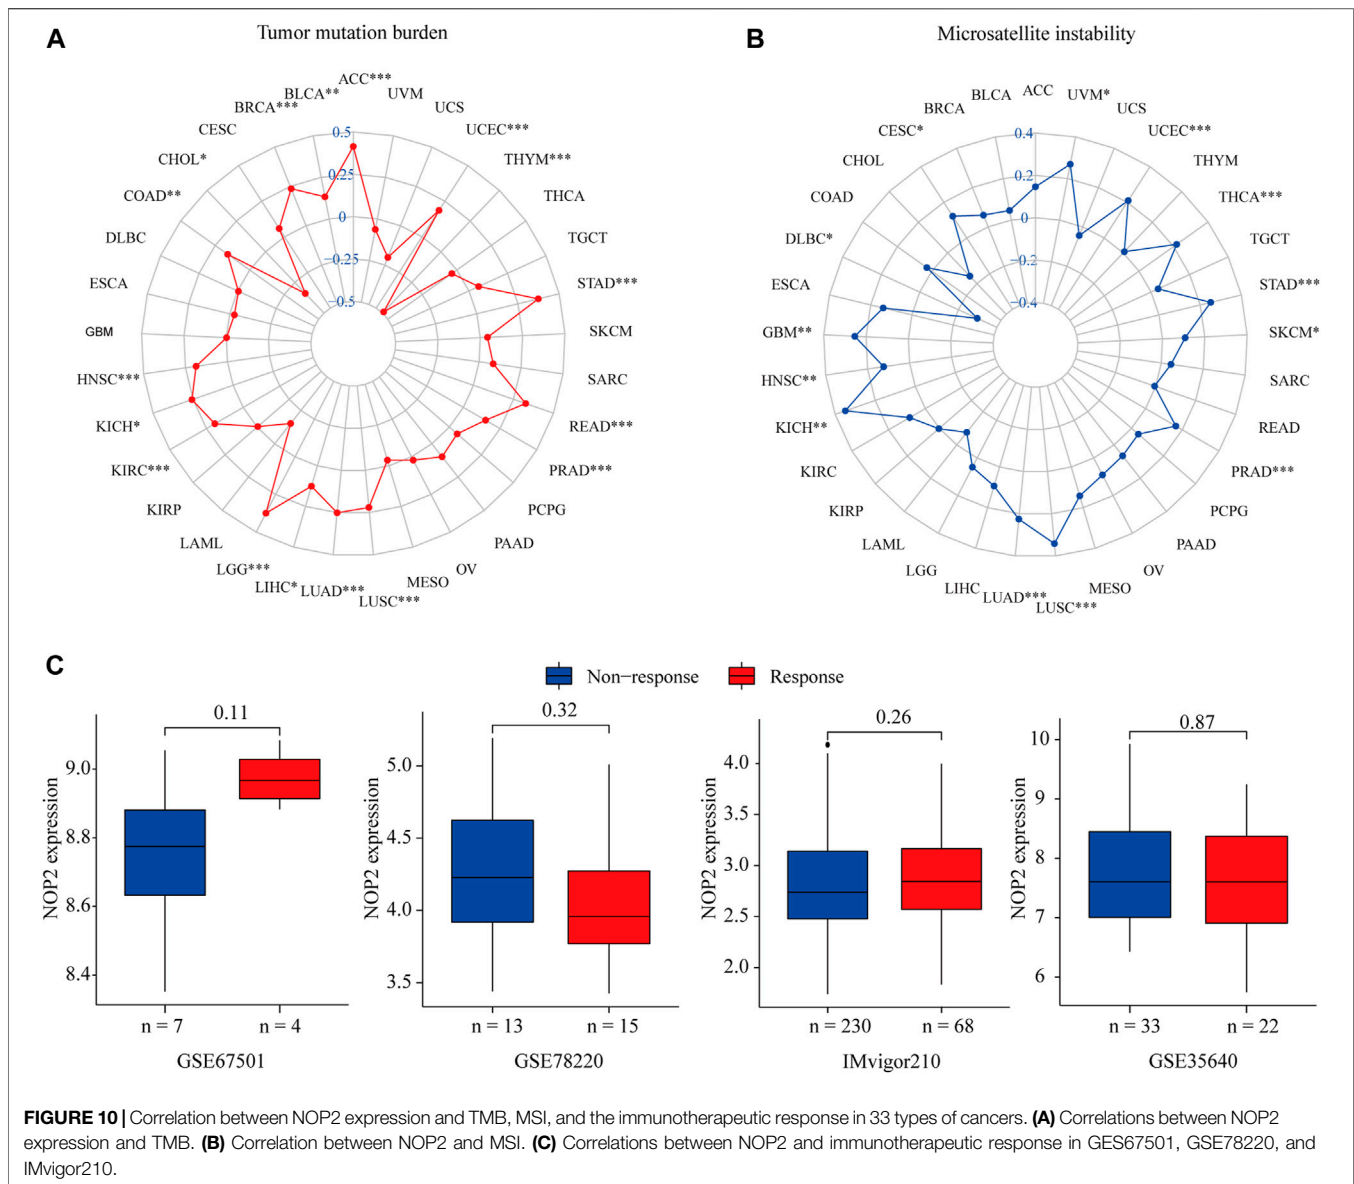 A
Tumor mutation burden
ACC***
UVM
UCS
UCEC***
THYM***
THCA
TGCT
STAD***
SKCM
SARC
READ***
PRAD***
PCPG
PAAD
OV
MESO
LUSC***
LUAD***
LIHC*
LGG***
LAML
KIRP
KIRC***
KICH*
HNSC***
GBM
ESCA
DLBC
COAD**
CHOL*
CESC
BRCA***
BLCA**
0.5
0.25
0
−0.25
−0.5
B
Microsatellite instability
ACC
UVM*
UCS
UCEC***
THYM
THCA***
TGCT
STAD***
SKCM*
SARC
READ
PRAD***
PCPG
PAAD
OV
MESO
LUSC***
LUAD***
LIHC
LGG
LAML
KIRP
KIRC
KICH**
HNSC**
GBM**
ESCA
DLBC*
COAD
CHOL
CESC*
BRCA
BLCA
0.4
0.2
0
−0.2
−0.4
C
Non−response
Response
NOP2 expression
9.0
8.8
8.6
8.4
0.11
n = 7
n = 4
GSE67501
NOP2 expression
5.0
4.5
4.0
3.5
0.32
n = 13
n = 15
GSE78220
NOP2 expression
4.0
3.5
3.0
2.5
2.0
0.26
n = 230
n = 68
IMvigor210
NOP2 expression
10
9
8
7
6
0.87
n = 33
n = 22
GSE35640
FIGURE 10 | Correlation between NOP2 expression and TMB, MSI, and the immunotherapeutic response in 33 types of cancers. (A) Correlations between NOP2
expression and TMB. (B) Correlation between NOP2 and MSI. (C) Correlations between NOP2 and immunotherapeutic response in GES67501, GSE78220, and
IMvigor210.